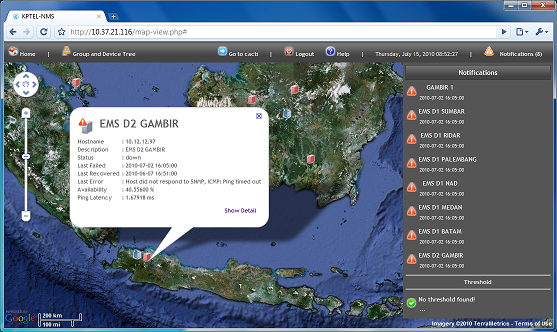 KPTEL-NMS
http://10.37.21.116/map-view.php#
Home | Group and Device Tree
Go to cacti | Logout Help | Thursday, July 15, 2010 08:52:27 | Notifications (8)
EMS D2 GAMBIR
Hostname : 10.12.12.97
Description : EMS D2 GAMBIR
Status : down
Last Failed : 2010-07-02 16:05:00
Last Recovered : 2010-06-07 16:51:00
Last Error : Host did not respond to SNMP, ICMP: Ping timed out
Availability : 40.55600 %
Ping Latency : 1.67918 ms
Show Detail
200 km
100 mi
POWERED BY
Google
Imagery ©2010 TerraMetrics - Terms of Use
Notifications
GAMBIR 1
2010-07-02 16:05:00
EMS D1 SUMBAR
2010-07-02 16:05:00
EMS D1 RIDAR
2010-07-02 16:05:00
EMS D1 PALEMBANG
2010-07-02 16:05:00
EMS D1 NAD
2010-07-02 16:05:00
EMS D1 MEDAN
2010-07-02 16:05:00
EMS D1 BATAM
2010-07-02 16:05:00
EMS D2 GAMBIR
2010-07-02 16:05:00
Threshold
No threshold found!
...